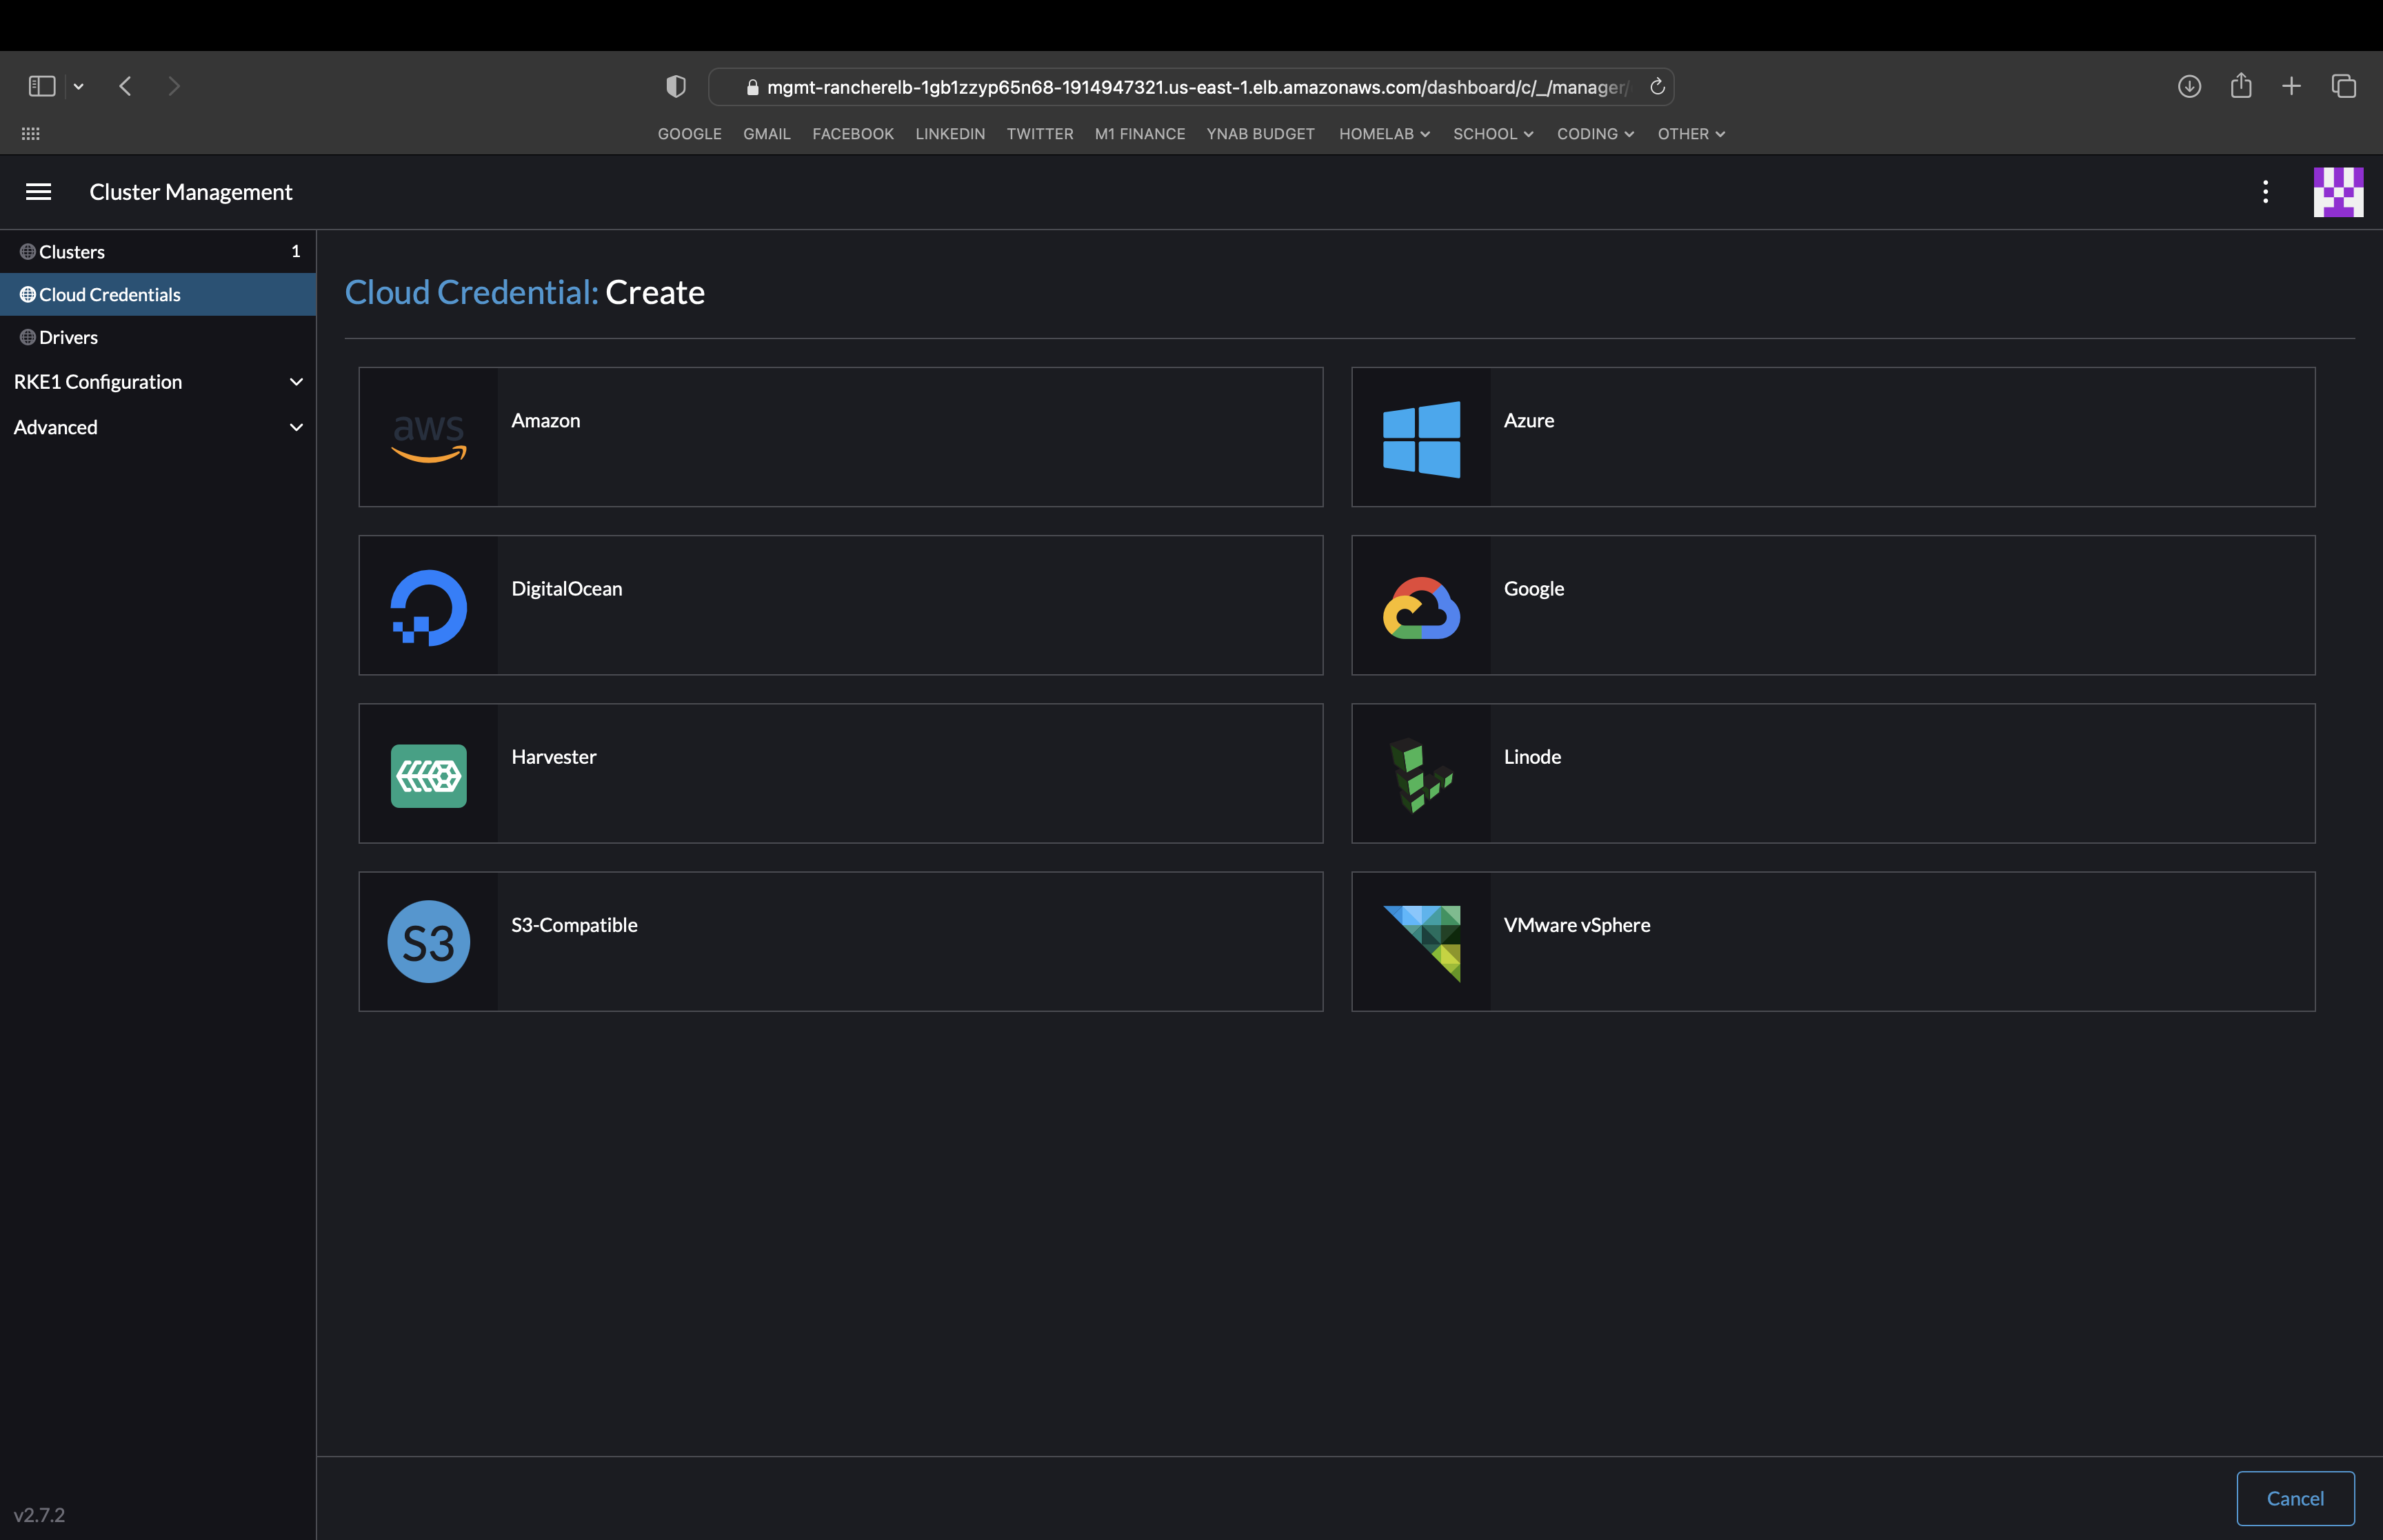 mgmt-rancherelb-1gb1zzyp65n68-1914947321.us-east-1.elb.amazonaws.com/dashboard/c/_/manager/
GOOGLE GMAIL FACEBOOK LINKEDIN TWITTER M1 FINANCE YNAB BUDGET HOMELAB SCHOOL CODING OTHER
Cluster Management
Clusters 1
Cloud Credentials
Drivers
RKE1 Configuration
Advanced
Cloud Credential: Create
aws Amazon
Azure
DigitalOcean
Google
Harvester
Linode
S3 S3-Compatible
VMware vSphere
Cancel
v2.7.2